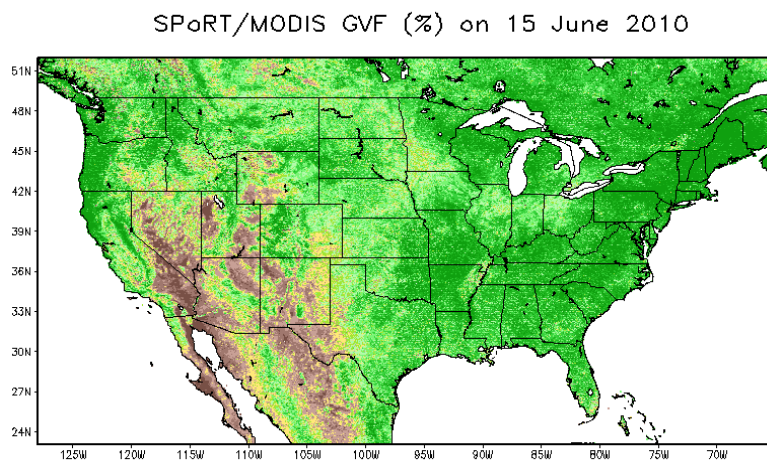 SPoRT/MODIS GVF (%) on 15 June 2010
51N
48N
45N
42N
39N
36N
33N
30N
27N
24N
125W 120W 115W 110W 105W 100W 95W 90W 85W 80W 75W 70W